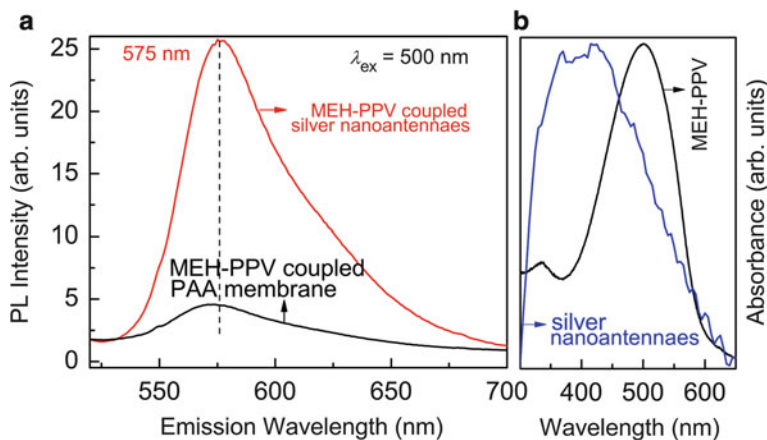 a
575 nm
λex = 500 nm
MEH-PPV coupled
silver nanoantennaes
MEH-PPV coupled
PAA membrane
PL Intensity (arb. units)
25
20
15
10
5
0
550
600
650
700
Emission Wavelength (nm)
b
MEH-PPV
silver
nanoantennaes
Absorbance (arb. units)
300
400
500
600
Wavelength (nm)